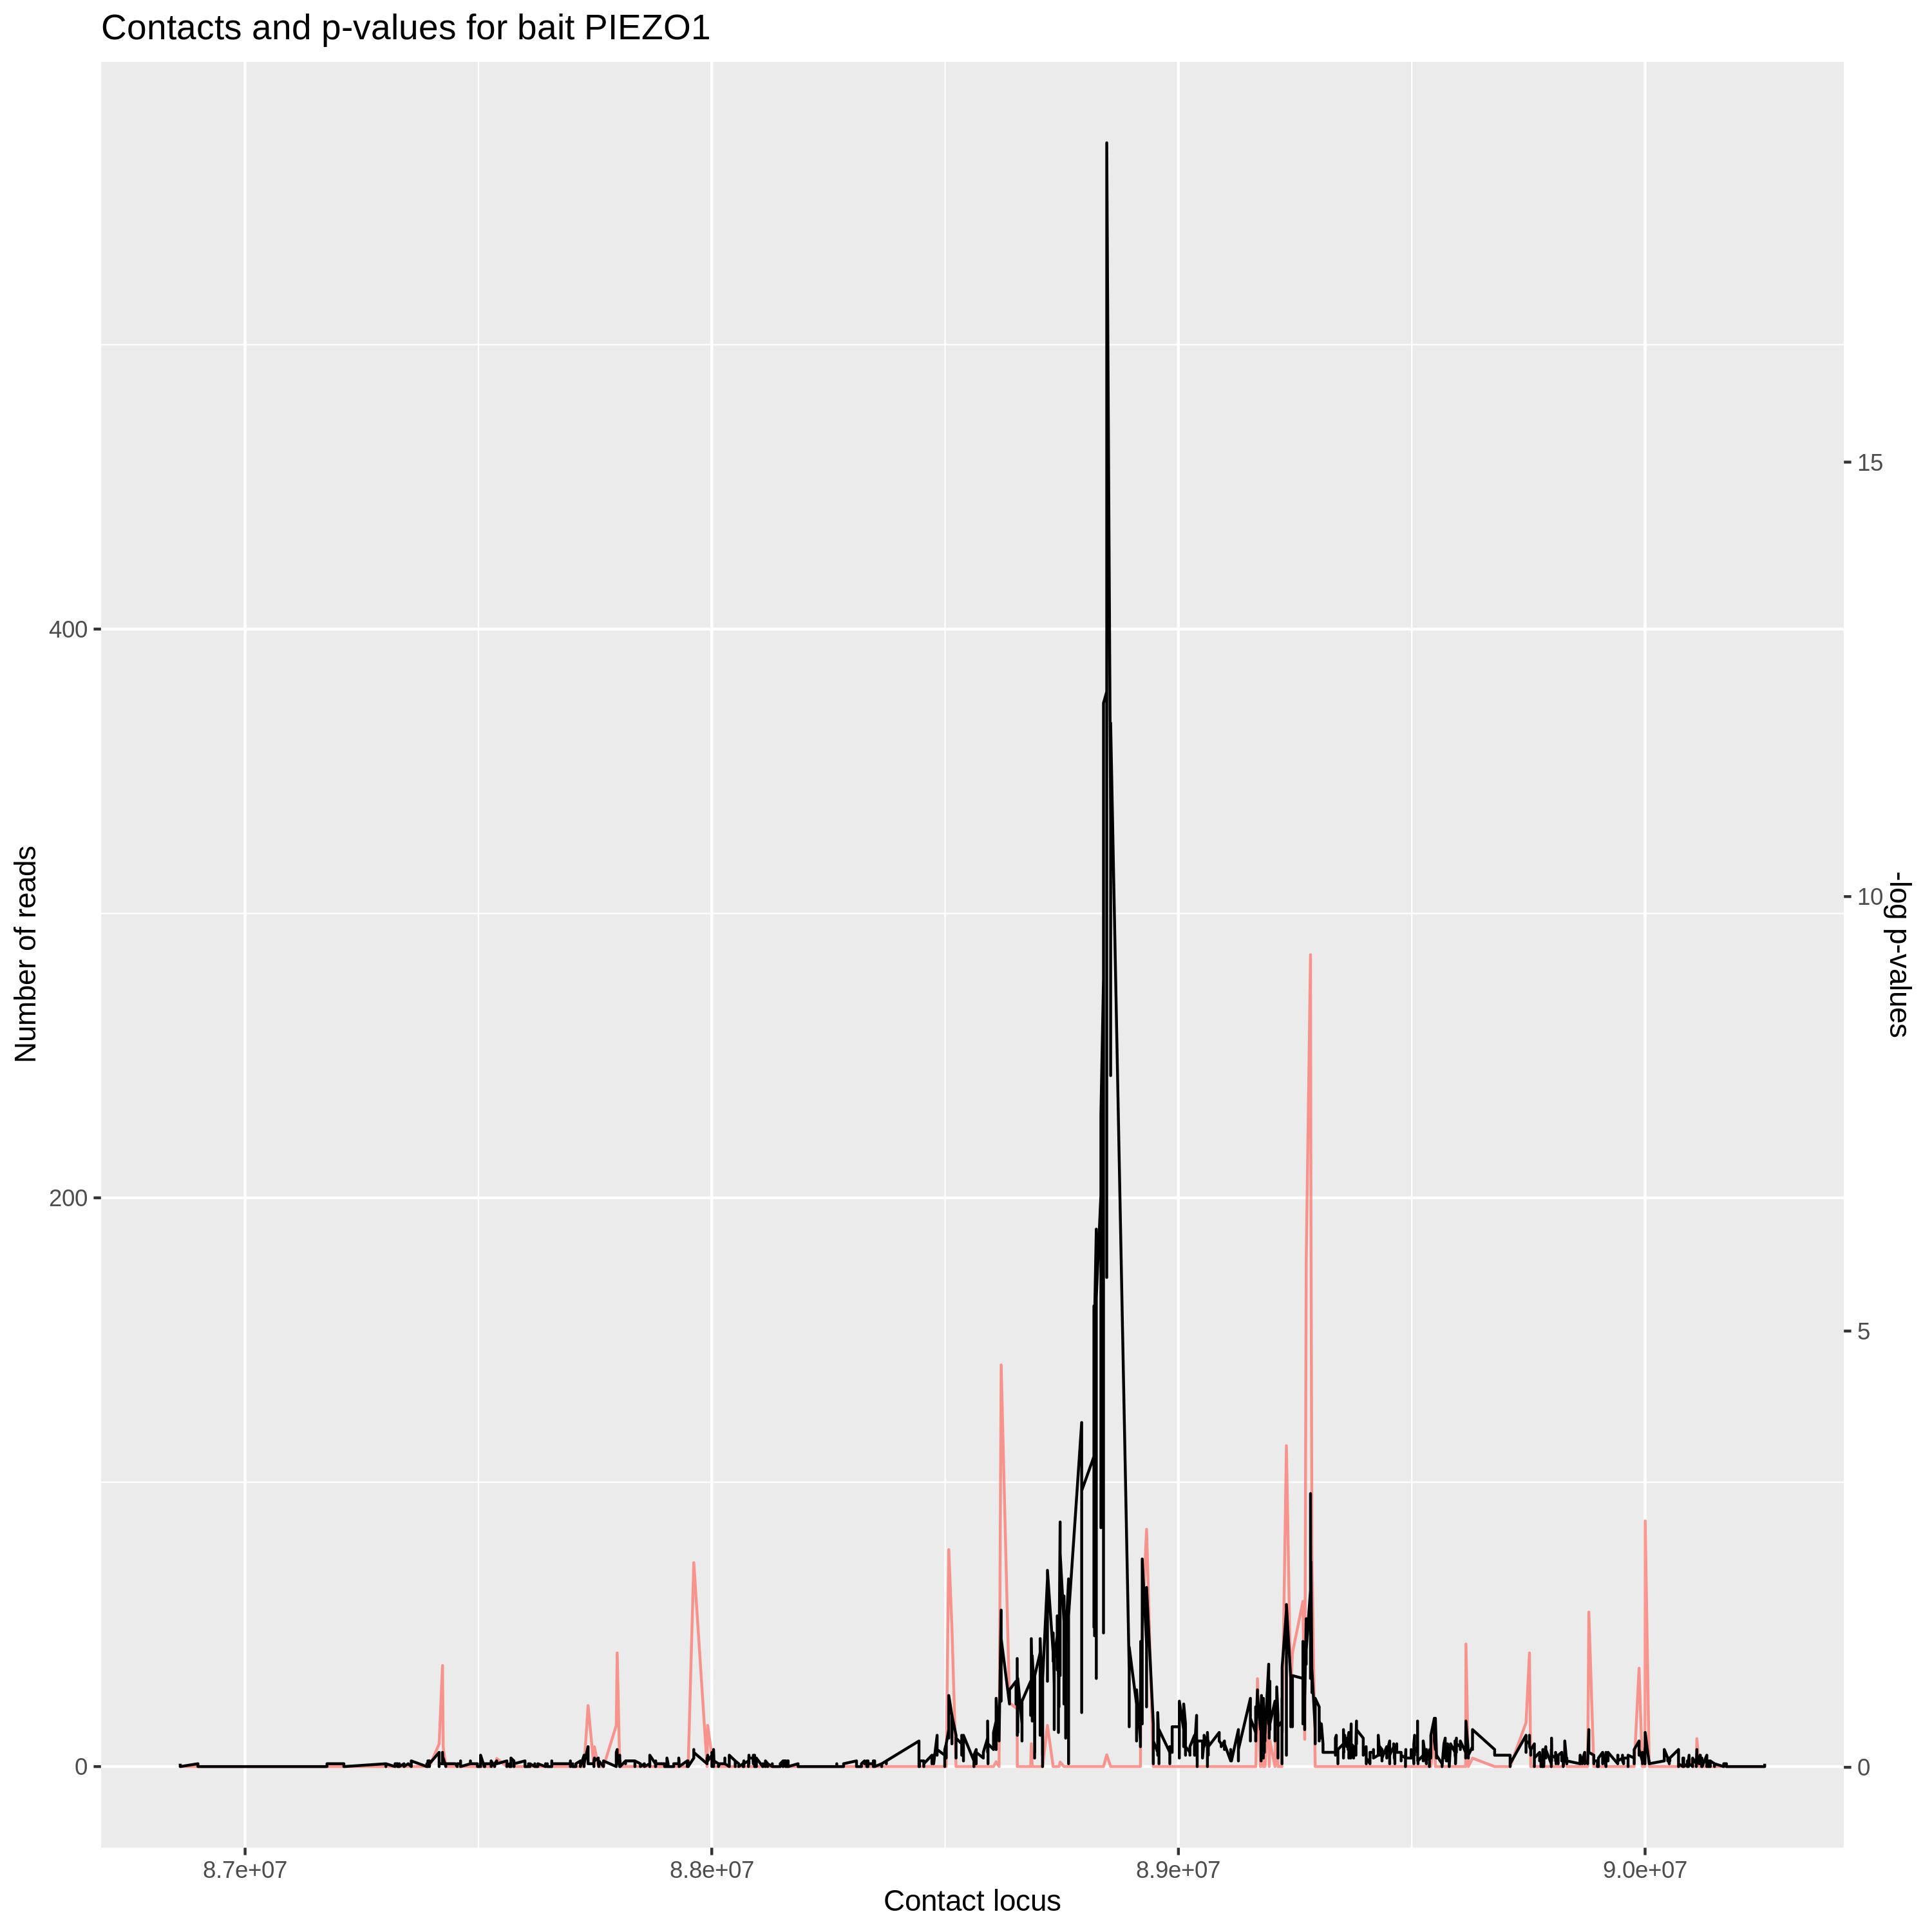 Contacts and p-values for bait PIEZO1
Number of reads
400
200
0
15
10
5
0
-log p-values
8.7e+07 8.8e+07 8.9e+07 9.0e+07
Contact locus